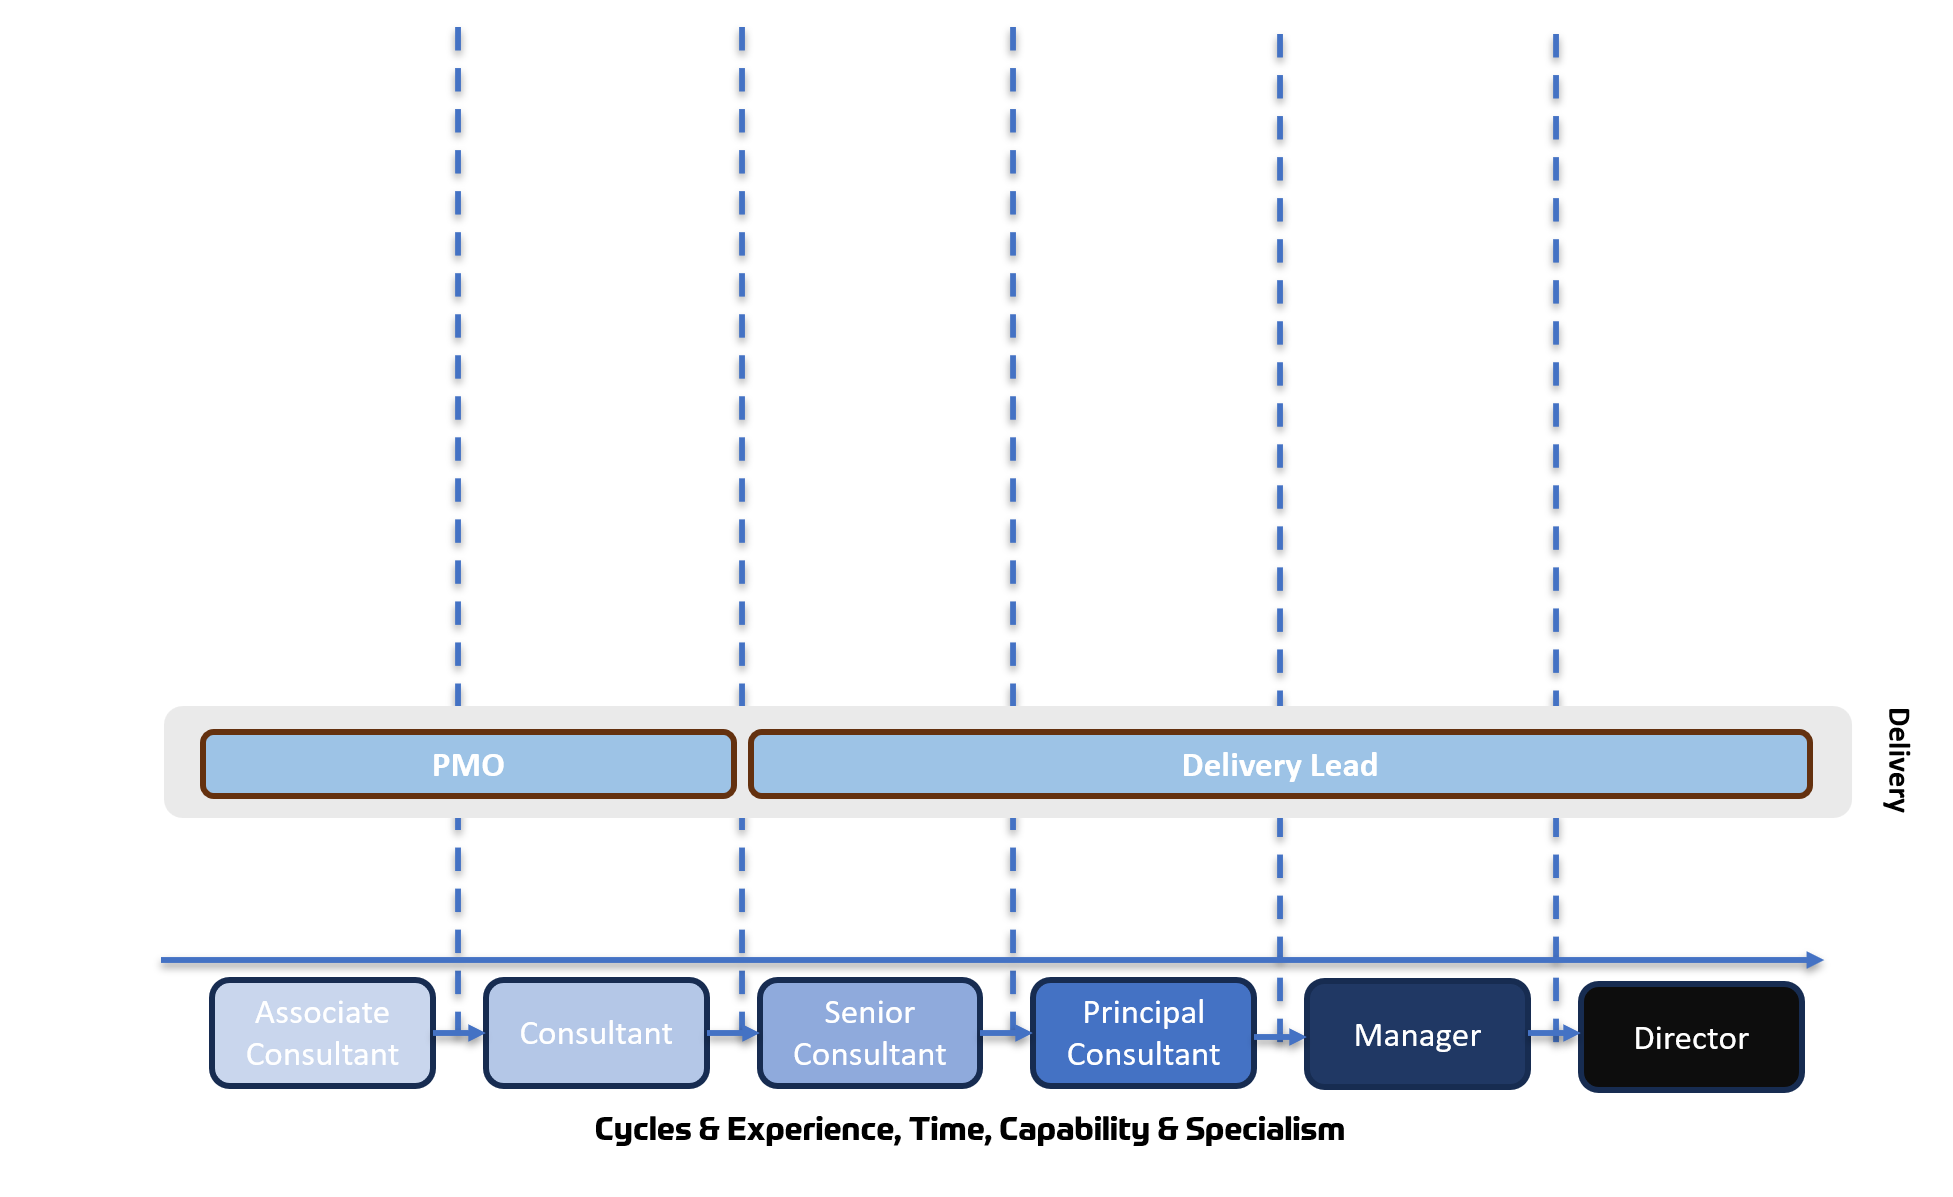 PMO
Delivery Lead
Delivery
Associate
Consultant
Consultant
Senior
Consultant
Principal
Consultant
Manager
Director
Cycles & Experience, Time, Capability & Specialism